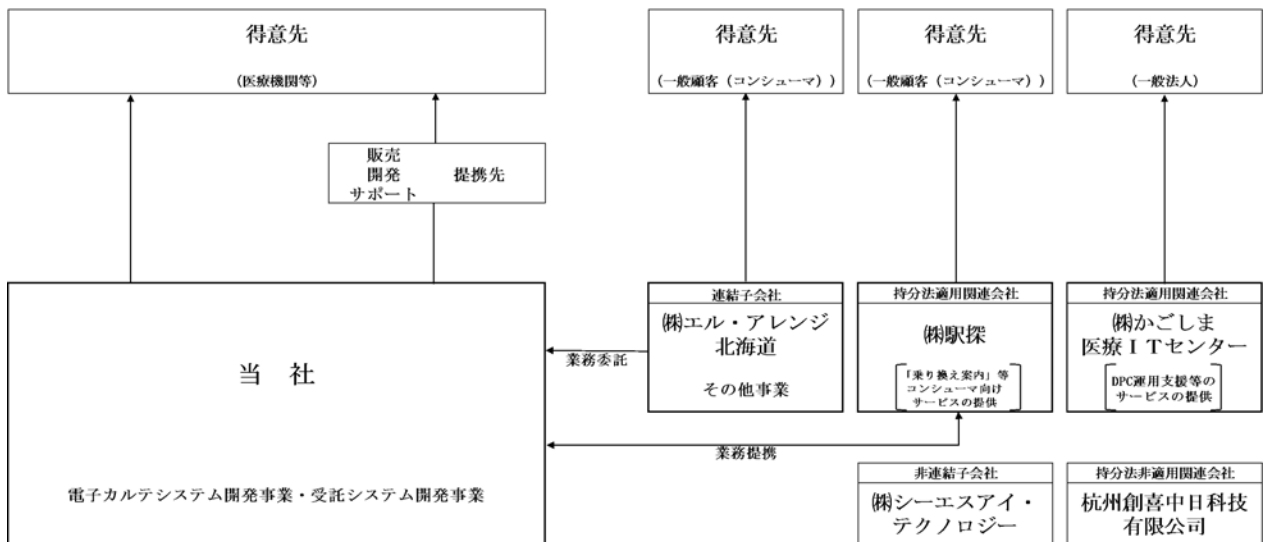 得意先
(医療機関等)
得意先
(一般顧客(コンシューマ))
得意先
(一般顧客(コンシューマ))
得意先
(一般法人)
販売
開発
サポート
提携先
当 社
電子カルテシステム開発事業・受託システム開発事業
業務委託
業務提携
連結子会社
㈱エル・アレンジ
北海道
その他事業
持分法適用関連会社
㈱駅探
「乗り換え案内」等
コンシューマ向け
サービスの提供
持分法適用関連会社
㈱かごしま
医療ITセンター
DPC運用支援等の
サービスの提供
非連結子会社
㈱シーエスアイ・
テクノロジー
持分法非適用関連会社
杭州創喜中日科技
有限公司